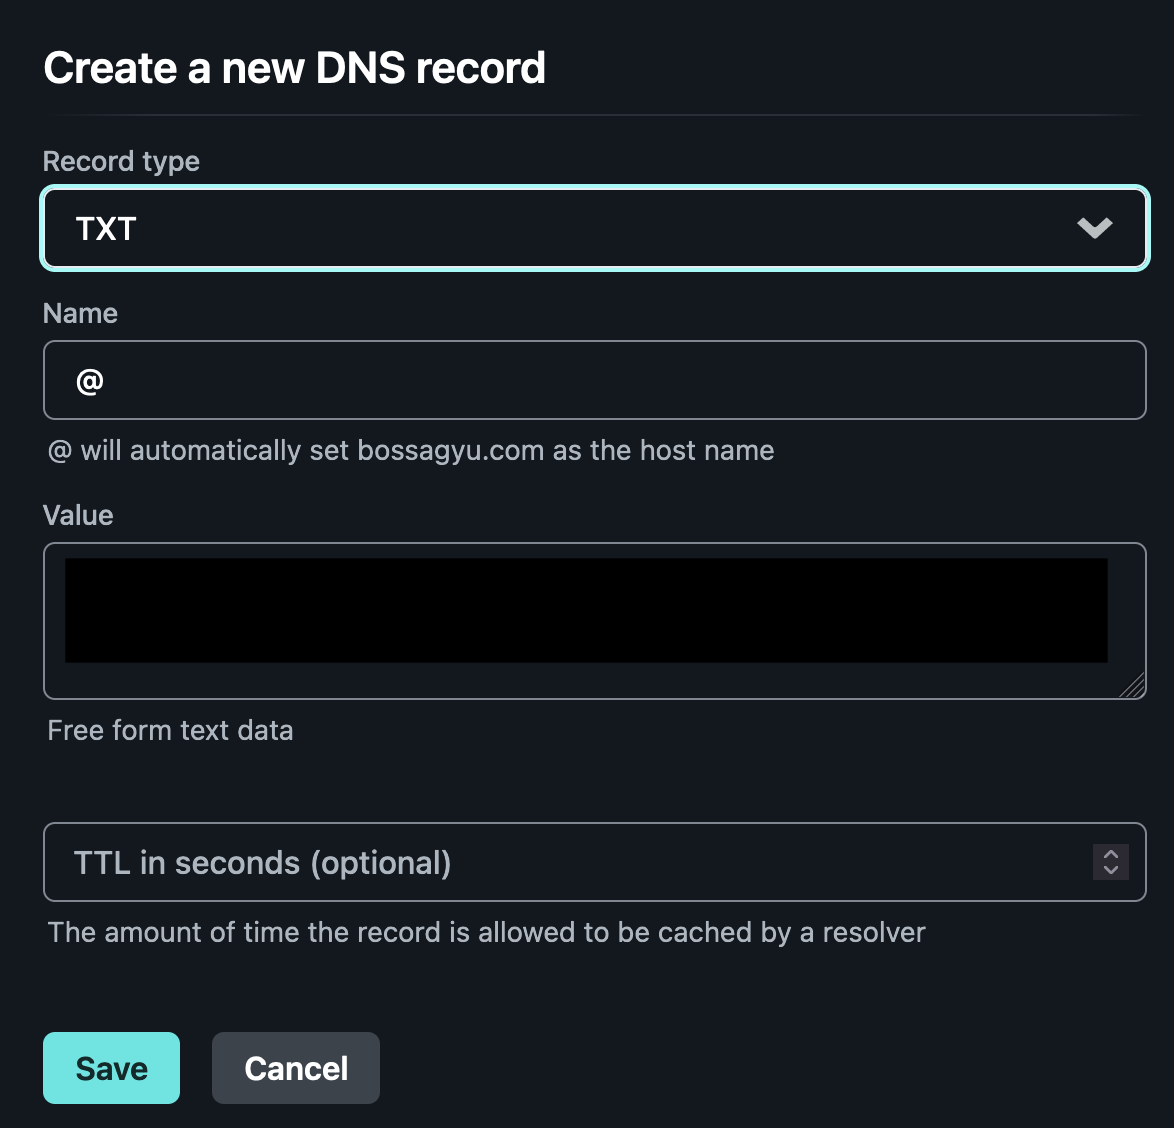 Create a new DNS record
Record type
TXT
Name
@
@ will automatically set bossagyu.com as the host name
Value
Free form text data
TTL in seconds (optional)
The amount of time the record is allowed to be cached by a resolver
Save
Cancel